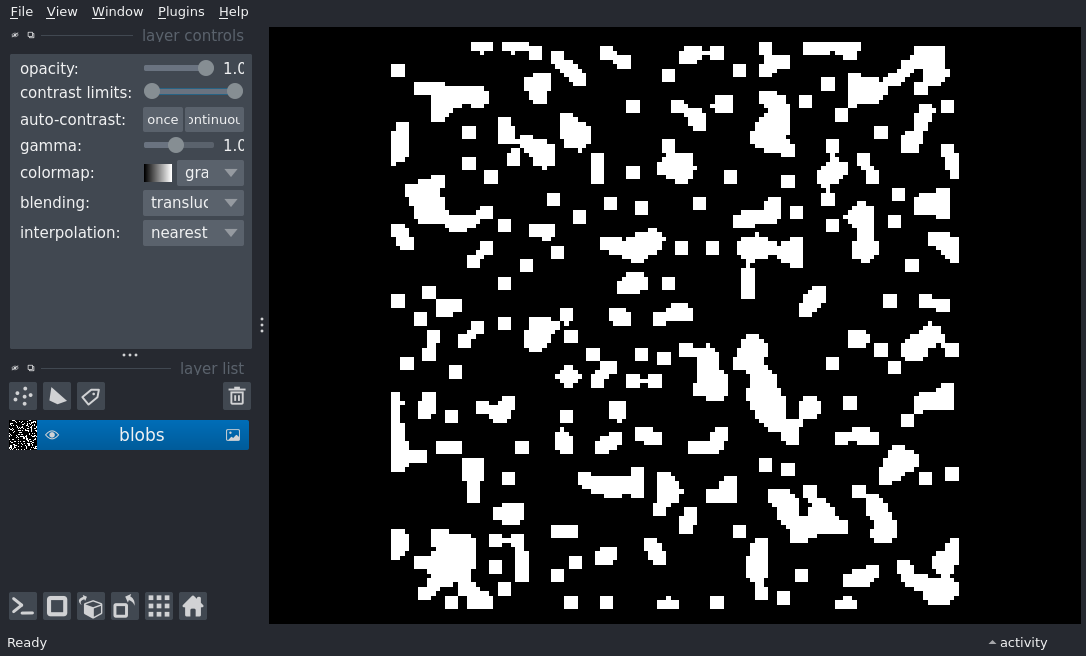 File View Window Plugins Help
layer controls
opacity: 1.0
contrast limits:
auto-contrast: once ontinuou
gamma: 1.0
colormap: gra
blending: transluc
interpolation: nearest
layer list
blobs
Ready activity